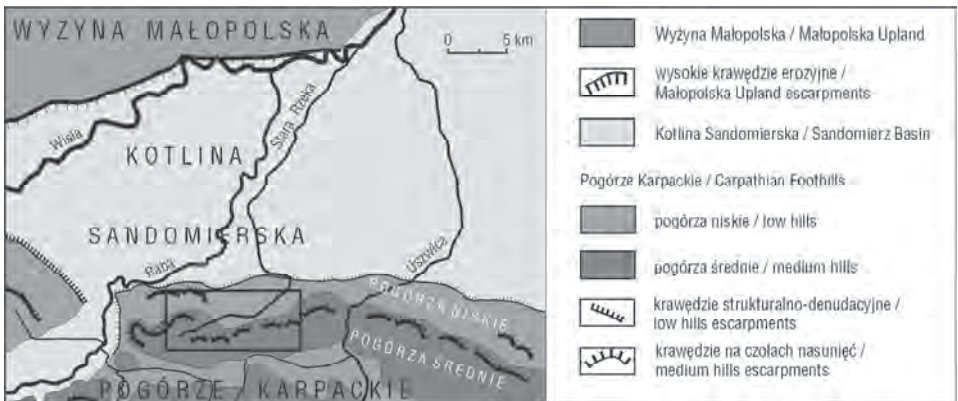 WYŻYNA MAŁOPOLSKA
0 5 km
Wisła
Stara Rzeka
KOTLINA
SANDOMIERSKA
Raba
Uszwica
POGÓRZA NISKIE
POGÓRZA ŚREDNIE
POGÓRZE KARPACKIE
Wyżyna Małopolska / Małopolska Upland
wysokie krawędzie erozyjne /
Małopolska Upland escarpments
Kotlina Sandomierska / Sandomierz Basin
Pogórze Karpackie / Carpathian Foothills
pogórza niskie / low hills
pogórza średnie / medium hills
krawędzie strukturalno-denudacyjne /
low hills escarpments
krawędzie na czołach nasunięć /
medium hills escarpments